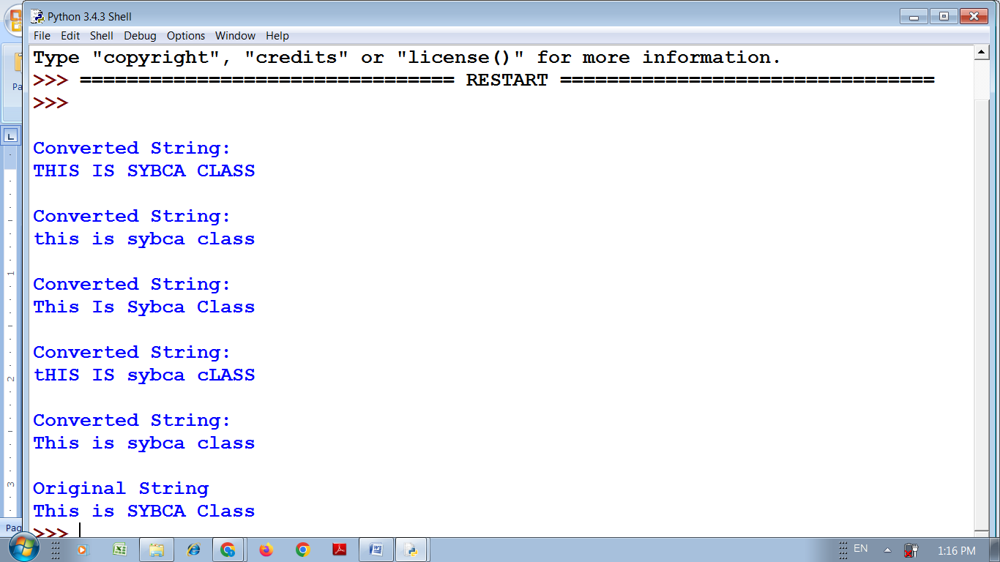 Python 3.4.3 Shell
File Edit Shell Debug Options Window Help
Type "copyright", "credits" or "license()" for more information.
>>> ================================ RESTART ================================
>>>
Converted String:
THIS IS SYBCA CLASS
Converted String:
this is sybca class
Converted String:
This Is Sybca Class
Converted String:
tHIS IS sybca cLASS
Converted String:
This is sybca class
Original String
This is SYBCA Class
>>>
1
2
3
EN
1:16 PM